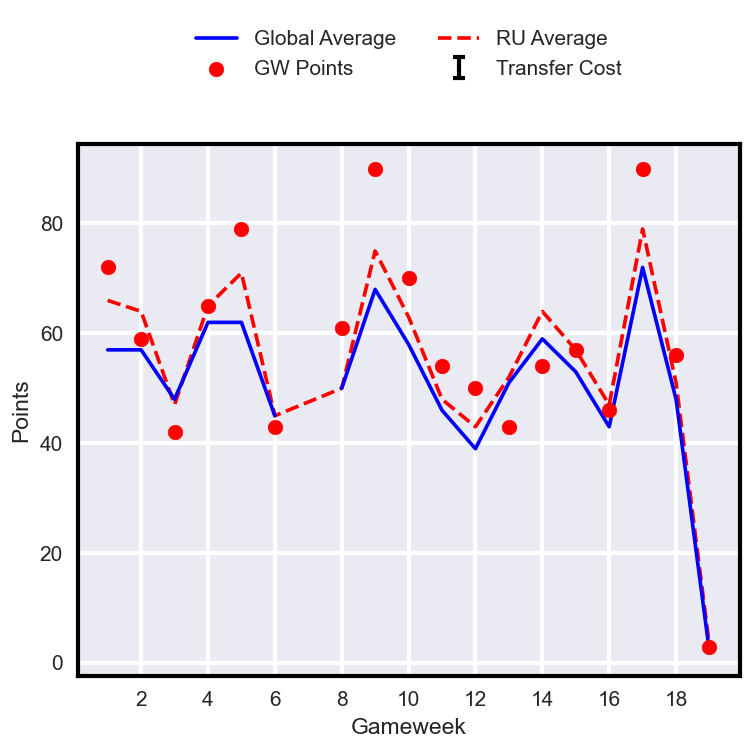 Global Average
RU Average
GW Points
Transfer Cost
80
60
40
20
0
Points
2 4 6 8 10 12 14 16 18
Gameweek